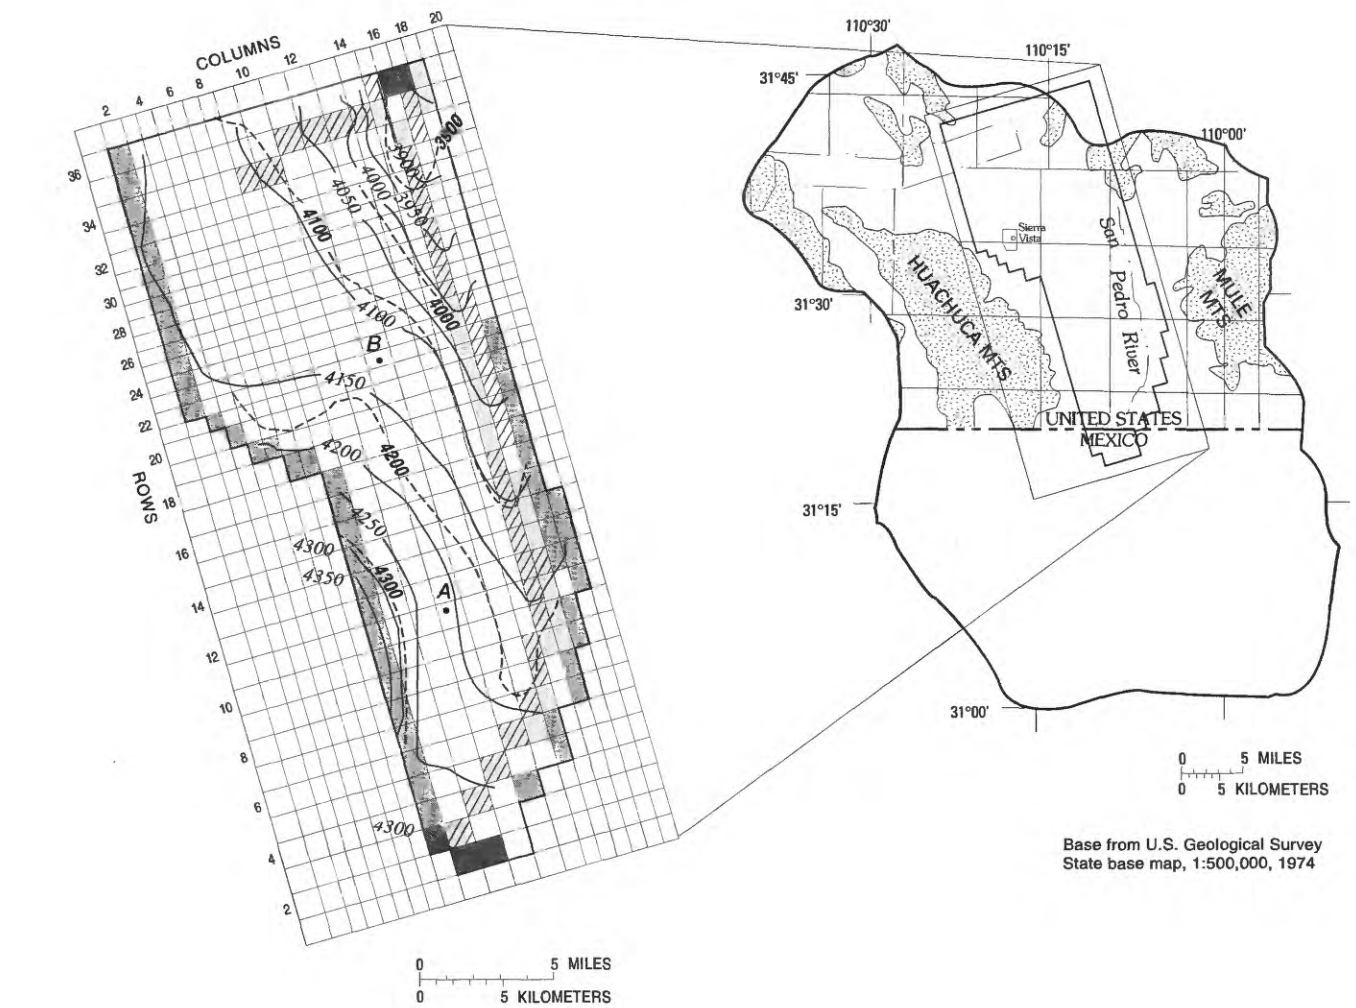 COLUMNS
2 4 6 8 10 12 14 16 18 20
ROWS
36
34
32
30
28
26
24
22
20
18
16
14
12
10
8
6
4
2
3900
3900
4000
3950
4050
4100
4000
4100
B
4150
4200
4200
4250
4300
4350
4300
A
4300
0 5 MILES
0 5 KILOMETERS
110°30'
110°15'
31°45'
110°00'
Sierra
Vista
San
Pedro
River
HUACHUCA MTS
MULE
MTS
31°30'
UNITED STATES
MEXICO
31°15'
31°00'
0 5 MILES
0 5 KILOMETERS
Base from U.S. Geological Survey
State base map, 1:500,000, 1974